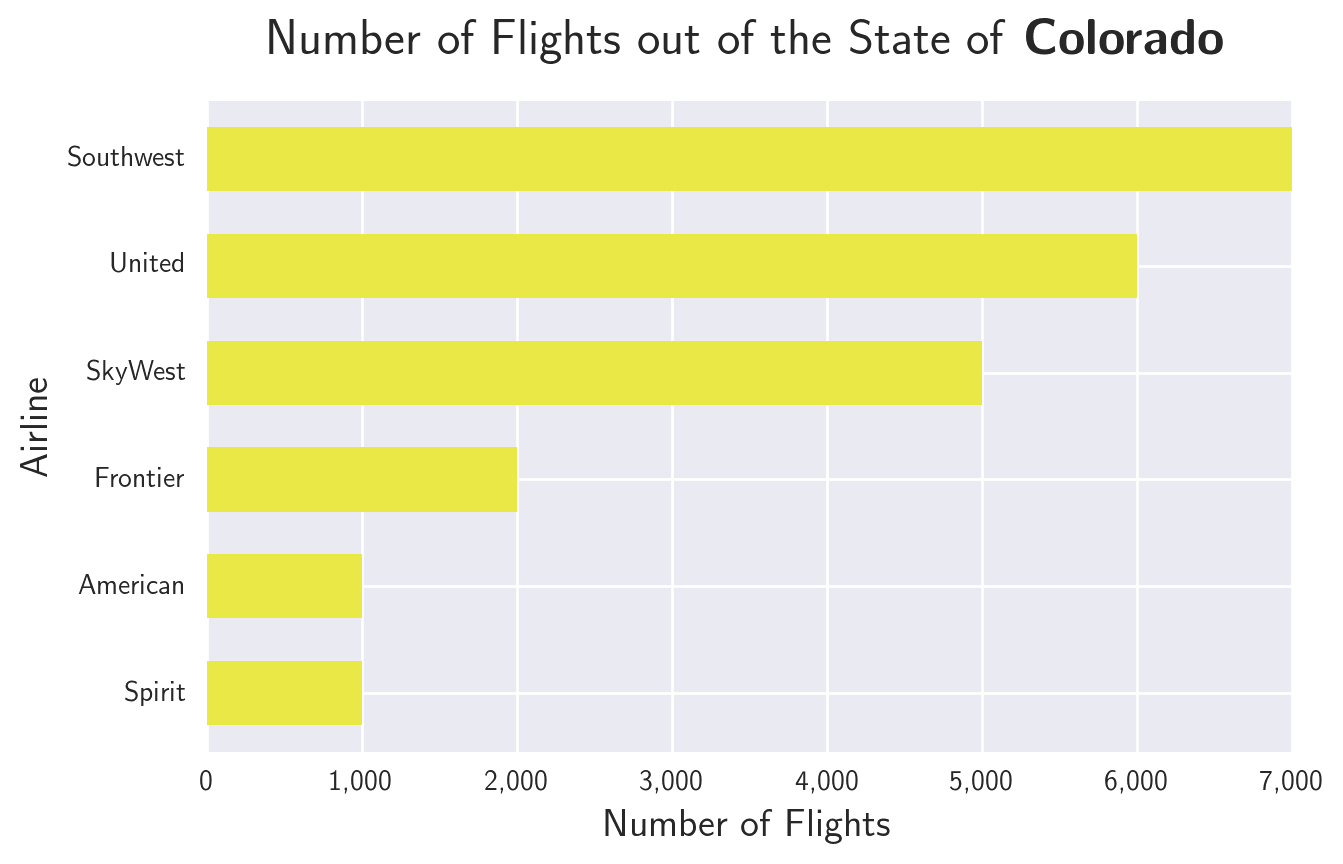 Number of Flights out of the State of Colorado
Southwest
United
SkyWest
Frontier
American
Spirit
Airline
0 1,000 2,000 3,000 4,000 5,000 6,000 7,000
Number of Flights